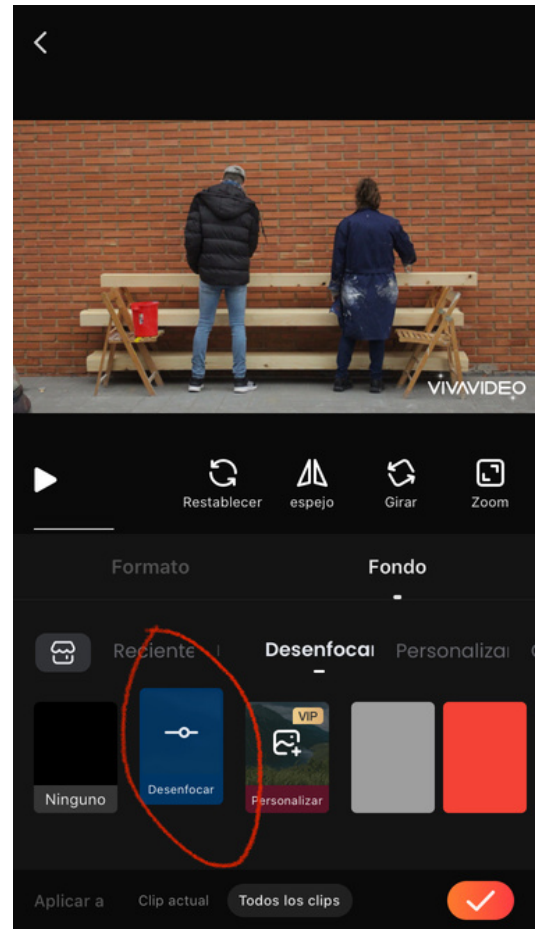 VIVAVIDEO
Restablecer espejo Girar Zoom
Formato Fondo
Reciente Desenfocar Personalizar
VIP
Ninguno Desenfocar Personalizar
Aplicar a Clip actual Todos los clips